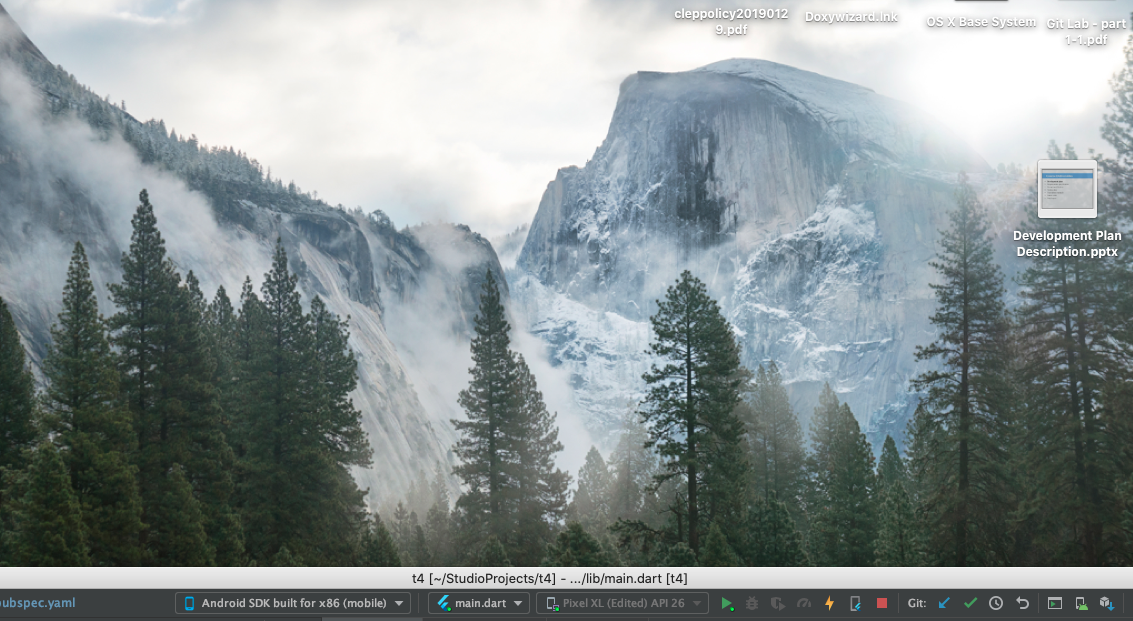 cleppolicy2019012
9.pdf
Doxywizard.lnk
OS X Base System
Git Lab - part
1-1.pdf
Development Plan
Description.pptx
t4 [~/StudioProjects/t4] - .../lib/main.dart [t4]
ubspec.yaml
Android SDK built for x86 (mobile)
main.dart
Pixel XL (Edited) API 26
Git: